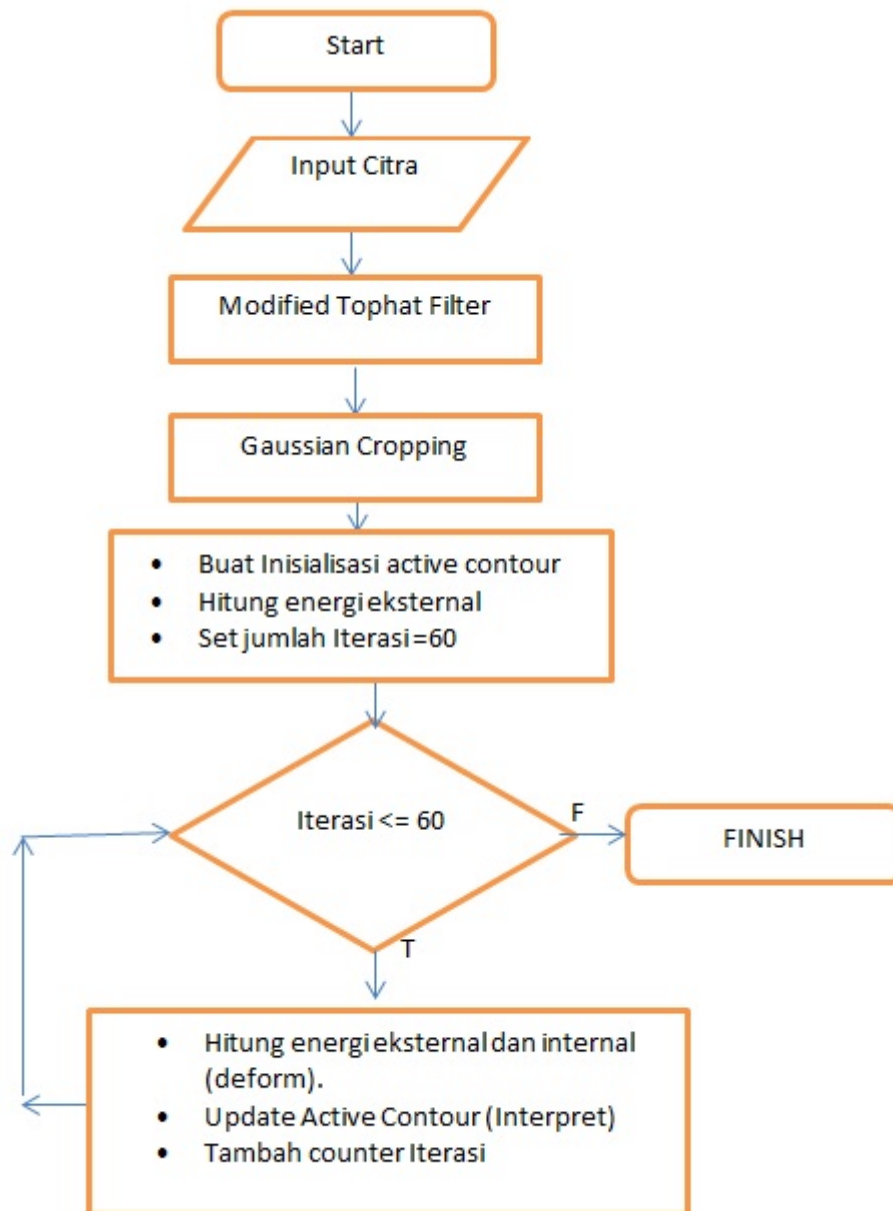 Start
Input Citra
Modified Tophat Filter
Gaussian Cropping
• Buat Inisialisasi active contour
• Hitung energi eksternal
• Set jumlah Iterasi=60
Iterasi <= 60
F
FINISH
T
• Hitung energi eksternal dan internal
(deform).
• Update Active Contour (Interpret)
• Tambah counter Iterasi